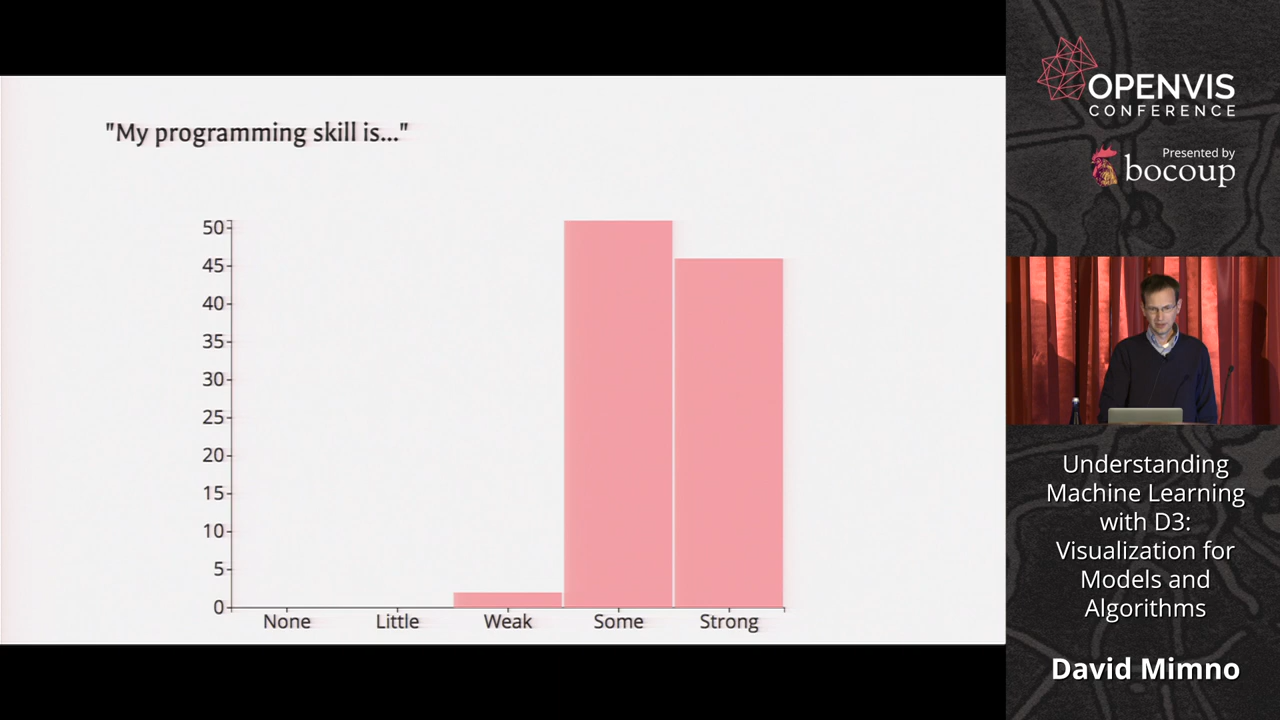 "My programming skill is..."
50
45
40
35
30
25
20
15
10
5
0
None Little Weak Some Strong
OPENVIS
CONFERENCE
Presented by
bocoup
Understanding
Machine Learning
with D3:
Visualization for
Models and
Algorithms
David Mimno